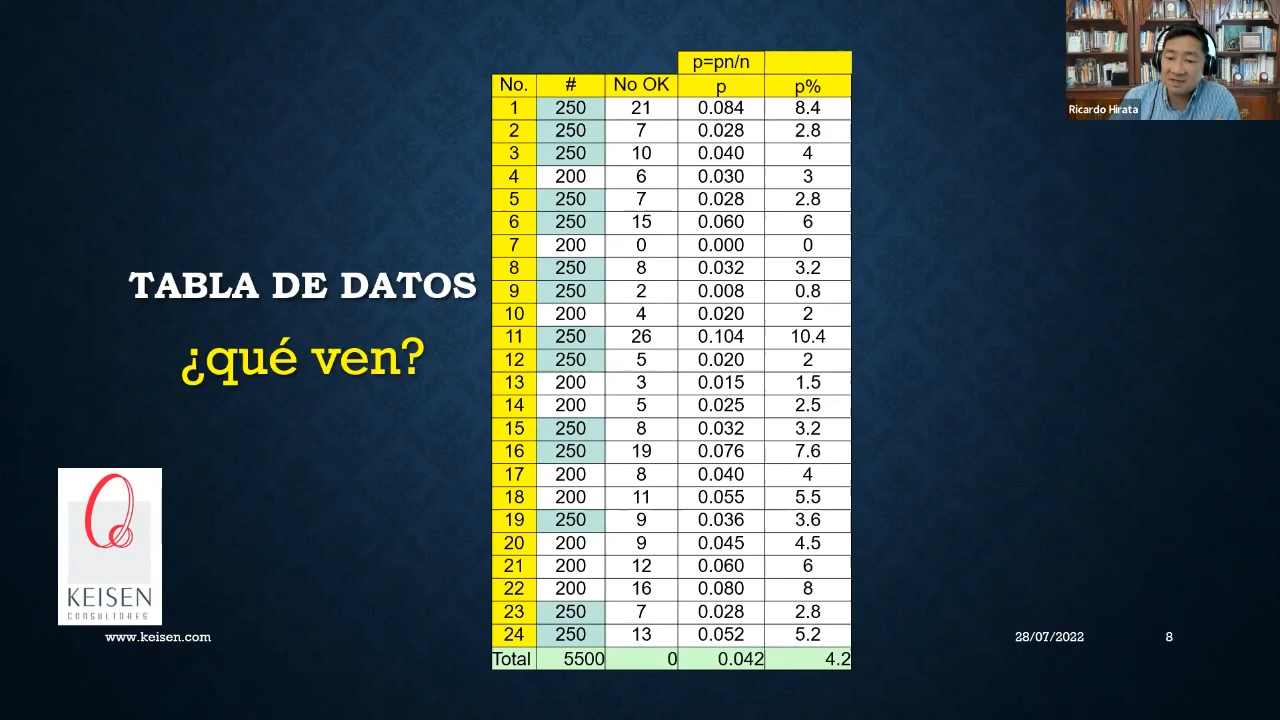 Ricardo Hirata
TABLA DE DATOS
¿qué ven?
p=pn/n
No. # No OK p p%
1 250 21 0.084 8.4
2 250 7 0.028 2.8
3 250 10 0.040 4
4 200 6 0.030 3
5 250 7 0.028 2.8
6 250 15 0.060 6
7 200 0 0.000 0
8 250 8 0.032 3.2
9 250 2 0.008 0.8
10 200 4 0.020 2
11 250 26 0.104 10.4
12 250 5 0.020 2
13 200 3 0.015 1.5
14 200 5 0.025 2.5
15 250 8 0.032 3.2
16 250 19 0.076 7.6
17 200 8 0.040 4
18 200 11 0.055 5.5
19 250 9 0.036 3.6
20 200 9 0.045 4.5
21 200 12 0.060 6
22 200 16 0.080 8
23 250 7 0.028 2.8
24 250 13 0.052 5.2
Total 5500 0 0.042 4.2
KEISEN
CONSULTORES
www.keisen.com
28/07/2022
8